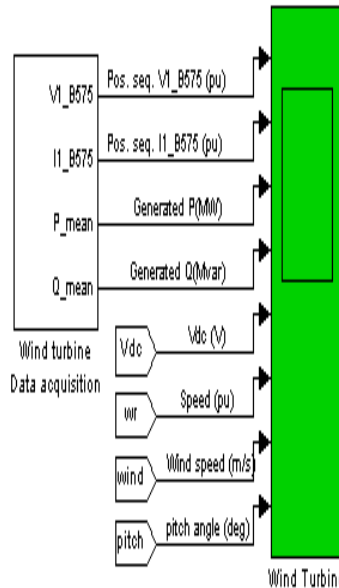 V1_B575
Pos. seq. V1_B575 (pu)
I1_B575
Pos. seq. I1_B575 (pu)
P_mean
Generated P(MW)
Q_mean
Generated Q(Mvar)
Wind turbine
Data acquisition
Vdc
Vdc (V)
wr
Speed (pu)
wind
Wind speed (m/s)
pitch
pitch angle (deg)
Wind Turbin